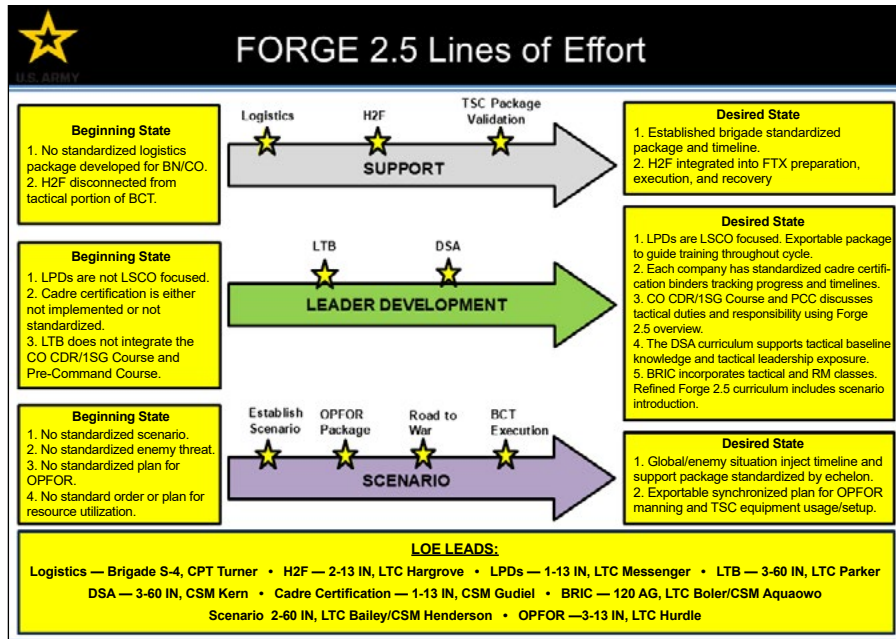 U.S. ARMY
FORGE 2.5 Lines of Effort
Beginning State
1. No standardized logistics
package developed for BN/CO.
2. H2F disconnected from
tactical portion of BCT.
Logistics
H2F
TSC Package
Validation
SUPPORT
Desired State
1. Established brigade standardized
package and timeline.
2. H2F integrated into FTX preparation,
execution, and recovery
Beginning State
1. LPDs are not LSCO focused.
2. Cadre certification is either
not implemented or not
standardized.
3. LTB does not integrate the
CO CDR/1SG Course and
Pre-Command Course.
LTB
DSA
LEADER DEVELOPMENT
Desired State
1. LPDs are LSCO focused. Exportable package
to guide training throughout cycle.
2. Each company has standardized cadre certifi-
cation binders tracking progress and timelines.
3. CO CDR/1SG Course and PCC discusses
tactical duties and responsibility using Forge
2.5 overview.
4. The DSA curriculum supports tactical baseline
knowledge and tactical leadership exposure.
5. BRIC incorporates tactical and RM classes.
Refined Forge 2.5 curriculum includes scenario
introduction.
Beginning State
1. No standardized scenario.
2. No standardized enemy threat.
3. No standardized plan for
OPFOR.
4. No standard order or plan for
resource utilization.
Establish
Scenario
OPFOR
Package
Road to
War
BCT
Execution
SCENARIO
Desired State
1. Global/enemy situation inject timeline and
support package standardized by echelon.
2. Exportable synchronized plan for OPFOR
manning and TSC equipment usage/setup.
LOE LEADS:
Logistics — Brigade S-4, CPT Turner • H2F — 2-13 IN, LTC Hargrove • LPDs — 1-13 IN, LTC Messenger • LTB — 3-60 IN, LTC Parker
DSA — 3-60 IN, CSM Kern • Cadre Certification — 1-13 IN, CSM Gudiel • BRIC — 120 AG, LTC Boler/CSM Aquaowo
Scenario 2-60 IN, LTC Bailey/CSM Henderson • OPFOR —3-13 IN, LTC Hurdle